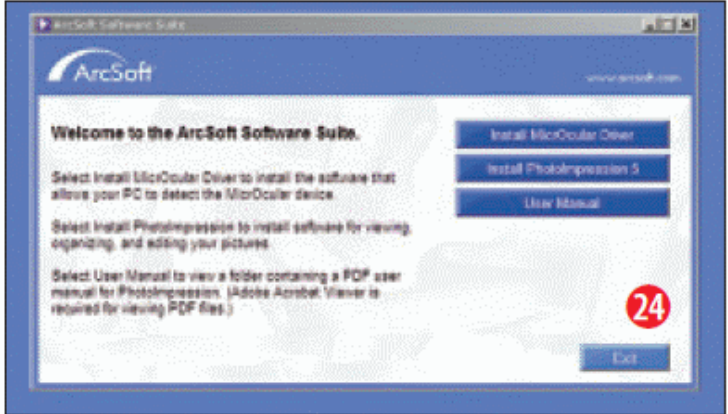 ArcSoft Software Suite
ArcSoft
www.arcsoft.com
Welcome to the ArcSoft Software Suite.
Install MicrOcular Driver
Install PhotoImpression 5
User Manual
Select Install MicrOcular Driver to install the software that
allows your PC to detect the MicrOcular device.
Select Install PhotoImpression to install software for viewing,
organizing, and editing your pictures.
Select User Manual to view a folder containing a PDF user
manual for PhotoImpression. (Adobe Acrobat Viewer is
required for viewing PDF files.)
24
Exit